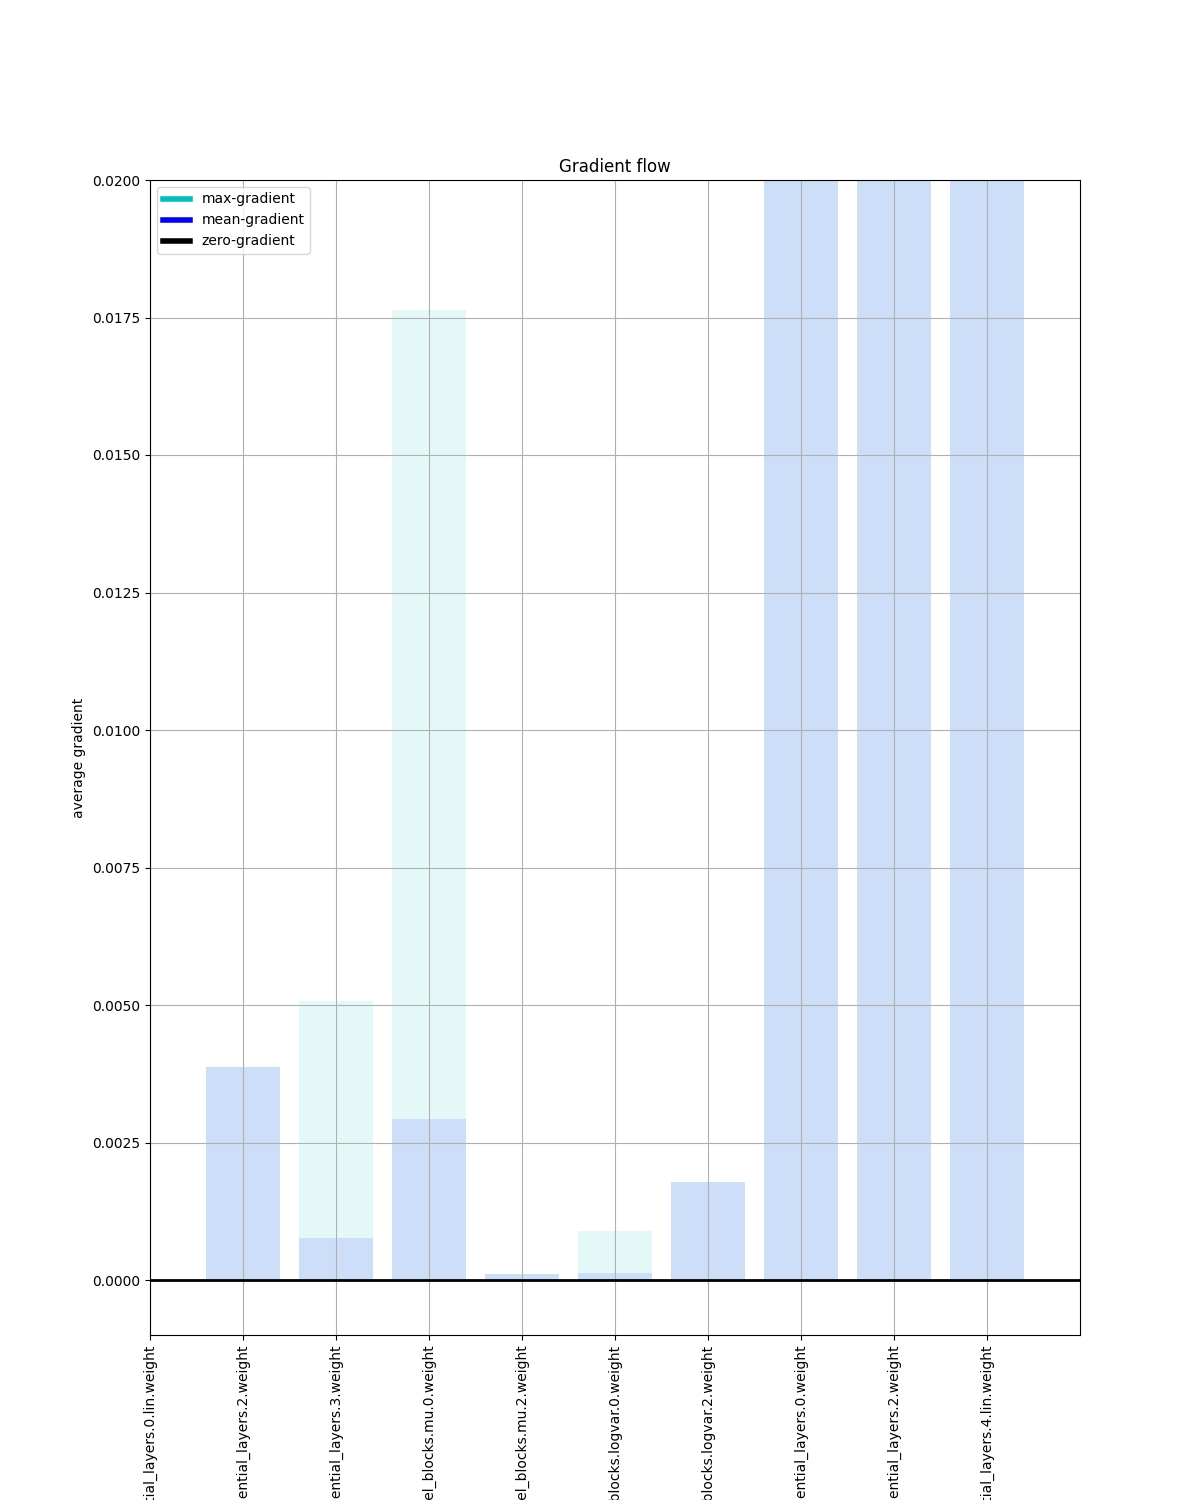 Gradient flow
max-gradient
mean-gradient
zero-gradient
0.0200
0.0175
0.0150
0.0125
0.0100
0.0075
0.0050
0.0025
0.0000
average gradient
tial_layers.0.lin.weight
ential_layers.2.weight
ential_layers.3.weight
el_blocks.mu.0.weight
el_blocks.mu.2.weight
blocks.logvar.0.weight
blocks.logvar.2.weight
ential_layers.0.weight
ential_layers.2.weight
tial_layers.4.lin.weight